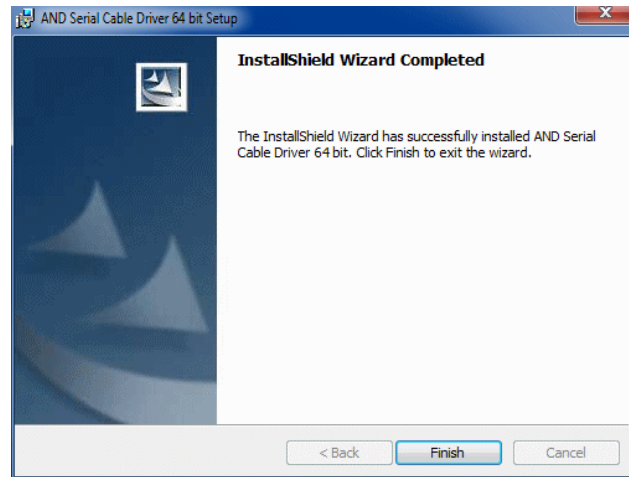 AND Serial Cable Driver 64 bit Setup
InstallShield Wizard Completed
The InstallShield Wizard has successfully installed AND Serial
Cable Driver 64 bit. Click Finish to exit the wizard.
< Back Finish Cancel